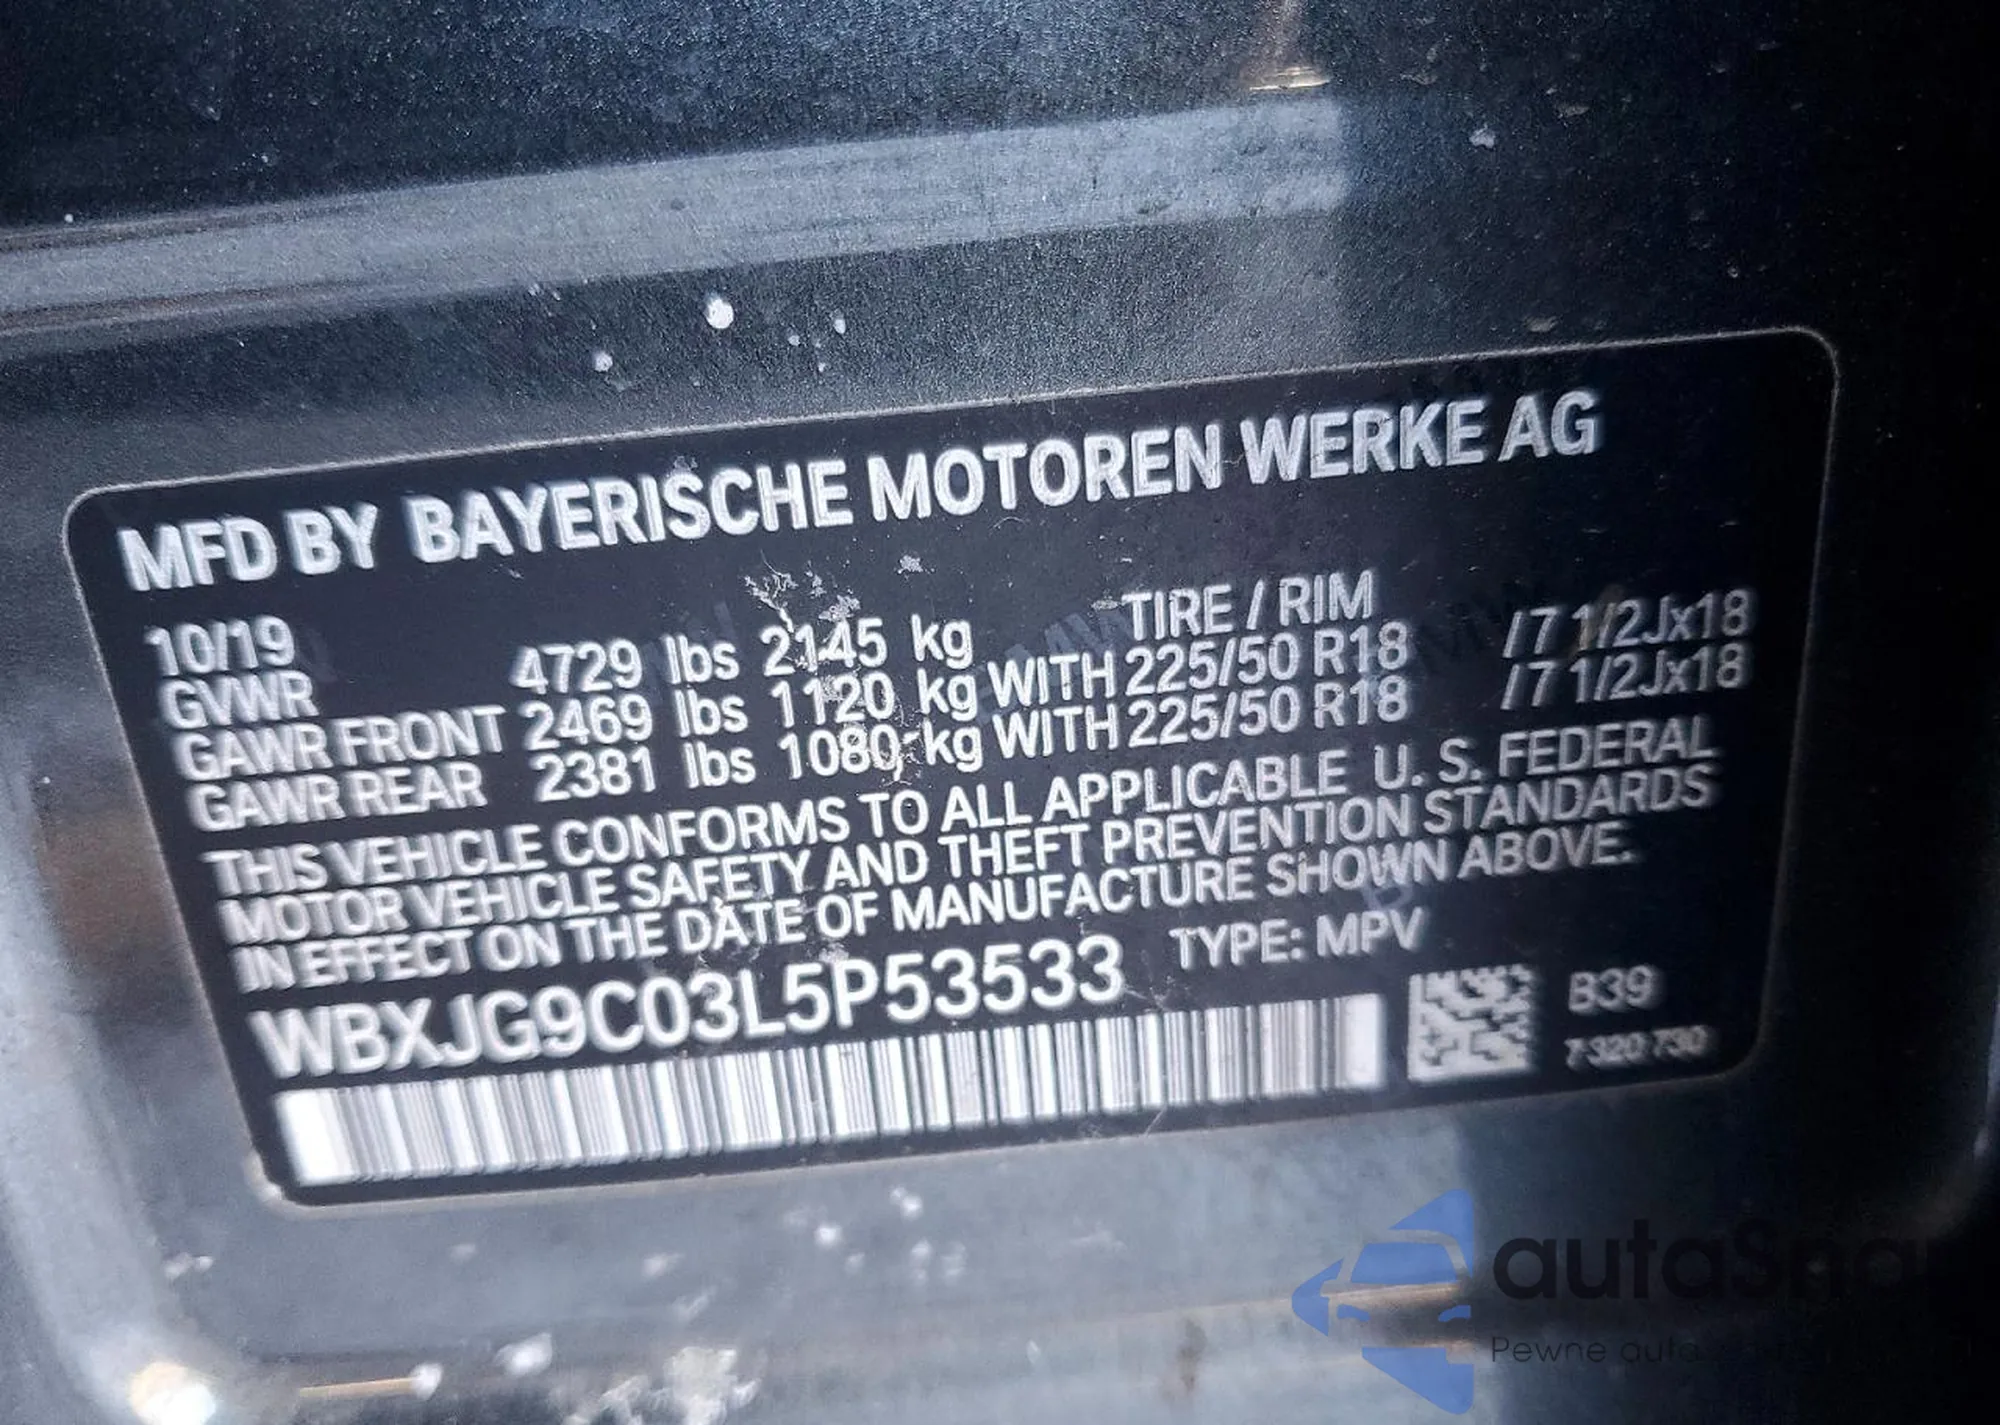 MFD BY BAYERISCHE MOTOREN WERKE AG
10/19 TIRE / RIM
GVWR 4729 lbs 2145 kg
GAWR FRONT 2469 lbs 1120 kg WITH 225/50 R18 /7 1/2Jx18
GAWR REAR 2381 lbs 1080 kg WITH 225/50 R18 /7 1/2Jx18
THIS VEHICLE CONFORMS TO ALL APPLICABLE U. S. FEDERAL
MOTOR VEHICLE SAFETY AND THEFT PREVENTION STANDARDS
IN EFFECT ON THE DATE OF MANUFACTURE SHOWN ABOVE.
WBXJG9C03L5P53533 TYPE: MPV
B39
7 320 730
autaSna
Pewne auta